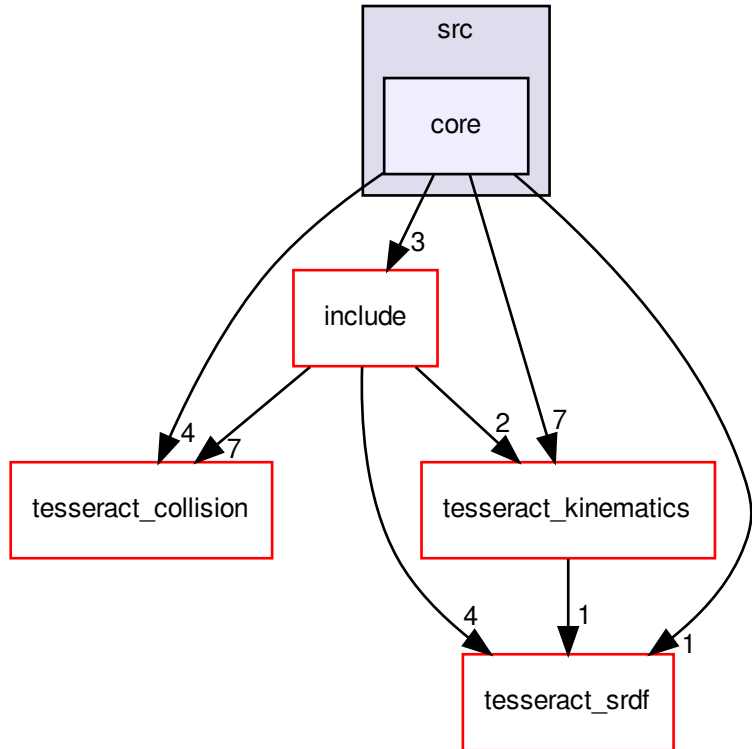 src
core
3
include
4
7
2
7
tesseract_collision
tesseract_kinematics
4
1
1
tesseract_srdf